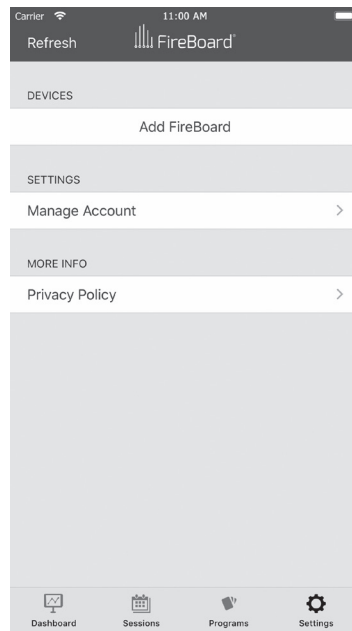 Carrier
11:00 AM
Refresh
FireBoard®
DEVICES
Add FireBoard
SETTINGS
Manage Account
MORE INFO
Privacy Policy
Dashboard
Sessions
Programs
Settings